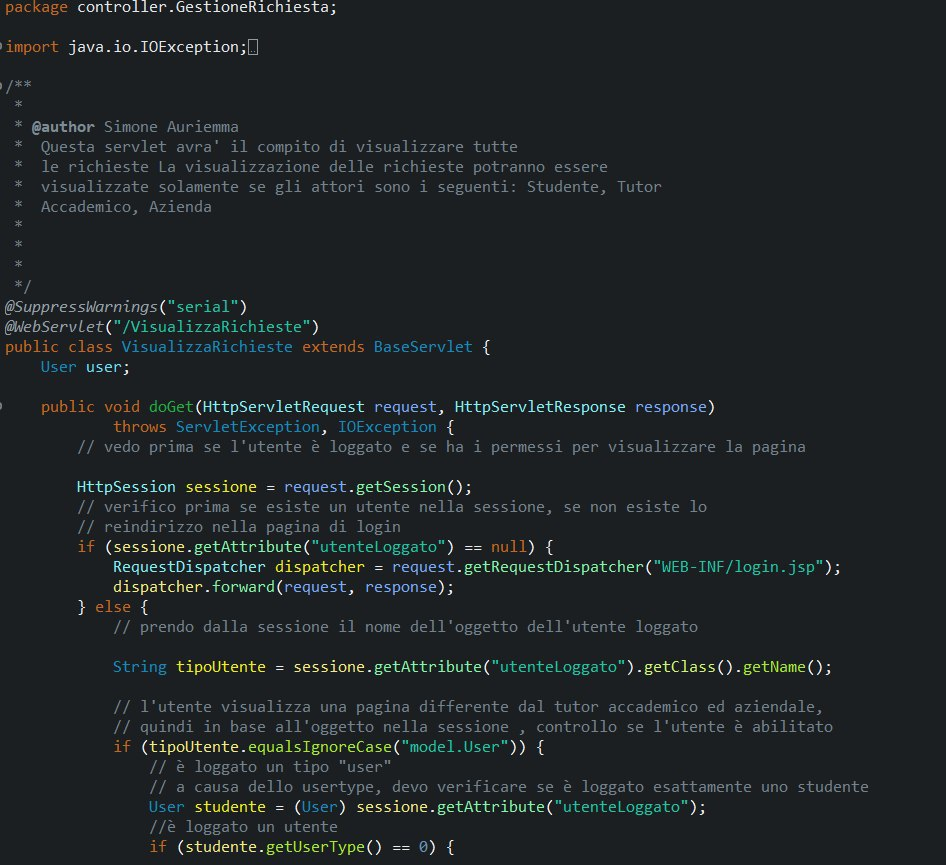 package controller.GestioneRichiesta;
import java.io.IOException;
/**
*
* @author Simone Auriemma
* Questa servlet avra' il compito di visualizzare tutte
* le richieste La visualizzazione delle richieste potranno essere
* visualizzate solamente se gli attori sono i seguenti: Studente, Tutor
* Accademico, Azienda
*
*
*
*/
@SuppressWarnings("serial")
@WebServlet("/VisualizzaRichieste")
public class VisualizzaRichieste extends BaseServlet {
User user;
public void doGet(HttpServletRequest request, HttpServletResponse response)
throws ServletException, IOException {
// vedo prima se l'utente è loggato e se ha i permessi per visualizzare la pagina
HttpSession sessione = request.getSession();
// verifico prima se esiste un utente nella sessione, se non esiste lo
// reindirizzo nella pagina di login
if (sessione.getAttribute("utenteLoggato") == null) {
RequestDispatcher dispatcher = request.getRequestDispatcher("WEB-INF/login.jsp");
dispatcher.forward(request, response);
} else {
// prendo dalla sessione il nome dell'oggetto dell'utente loggato
String tipoUtente = sessione.getAttribute("utenteLoggato").getClass().getName();
// l'utente visualizza una pagina differente dal tutor accademico ed aziendale,
// quindi in base all'oggetto nella sessione , controllo se l'utente è abilitato
if (tipoUtente.equalsIgnoreCase("model.User")) {
// è loggato un tipo "user"
// a causa dello usertype, devo verificare se è loggato esattamente uno studente
User studente = (User) sessione.getAttribute("utenteLoggato");
//è loggato un utente
if (studente.getUserType() == 0) {